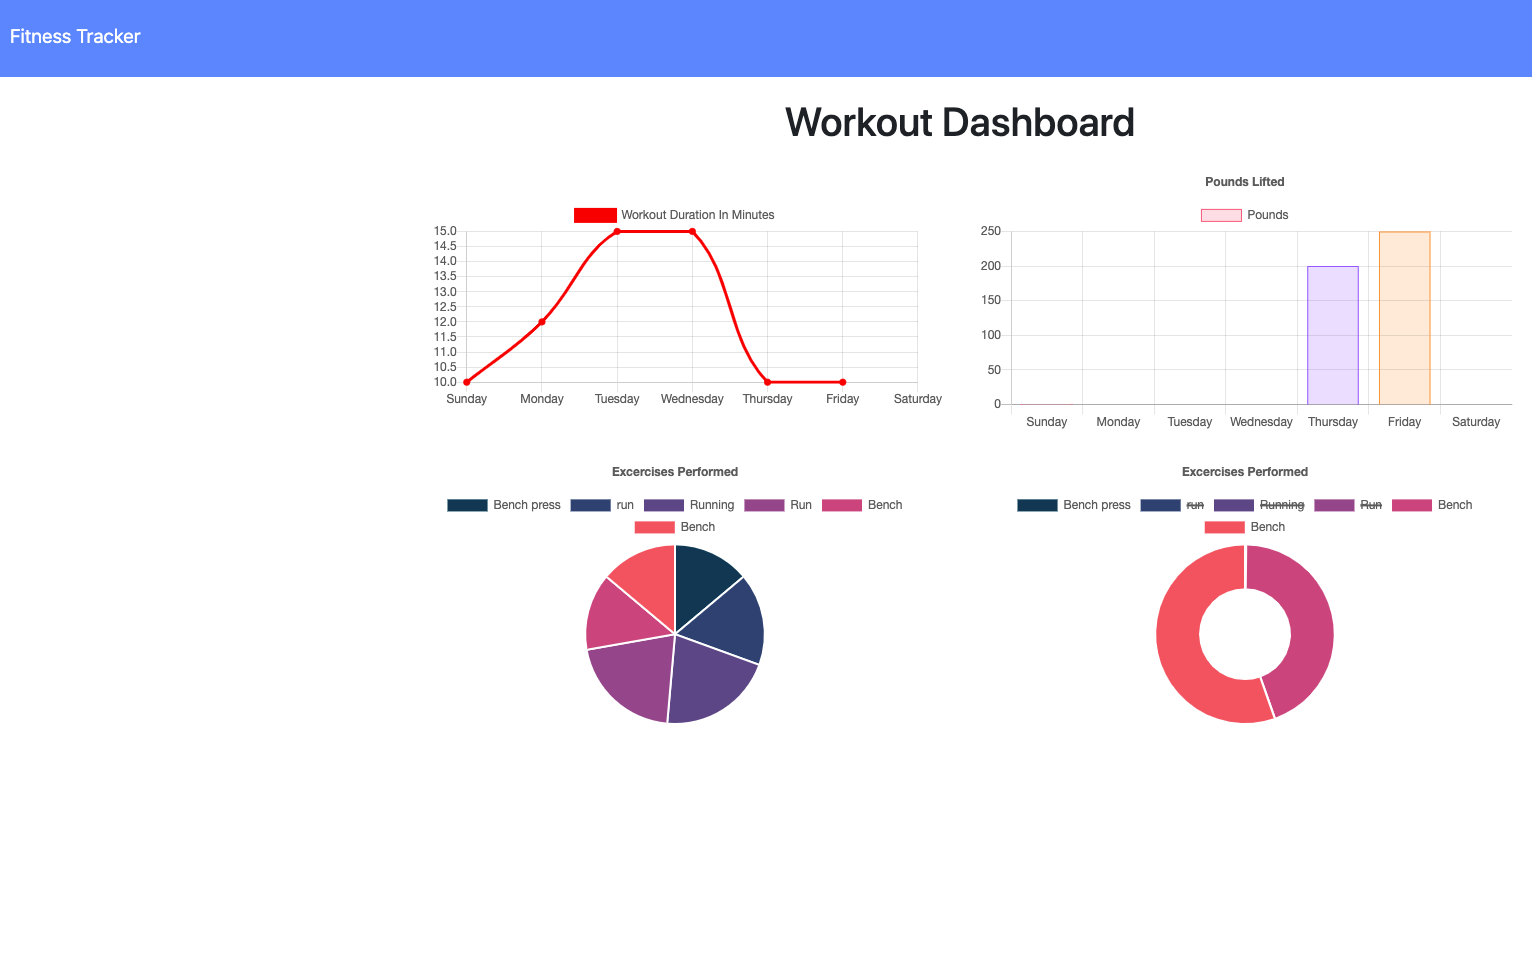 Fitness Tracker
Workout Dashboard
Workout Duration In Minutes
15.0
14.5
14.0
13.5
13.0
12.5
12.0
11.5
11.0
10.5
10.0
Sunday Monday Tuesday Wednesday Thursday Friday Saturday
Pounds Lifted
Pounds
250
200
150
100
50
0
Sunday Monday Tuesday Wednesday Thursday Friday Saturday
Excercises Performed
Bench press run Running Run Bench
Bench
Excercises Performed
Bench press run Running Run Bench
Bench